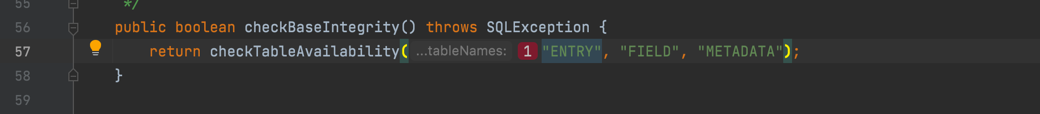 55 */
56 public boolean checkBaseIntegrity() throws SQLException {
57 return checkTableAvailability( ...tableNames: 1 "ENTRY", "FIELD", "METADATA");
58 }
59